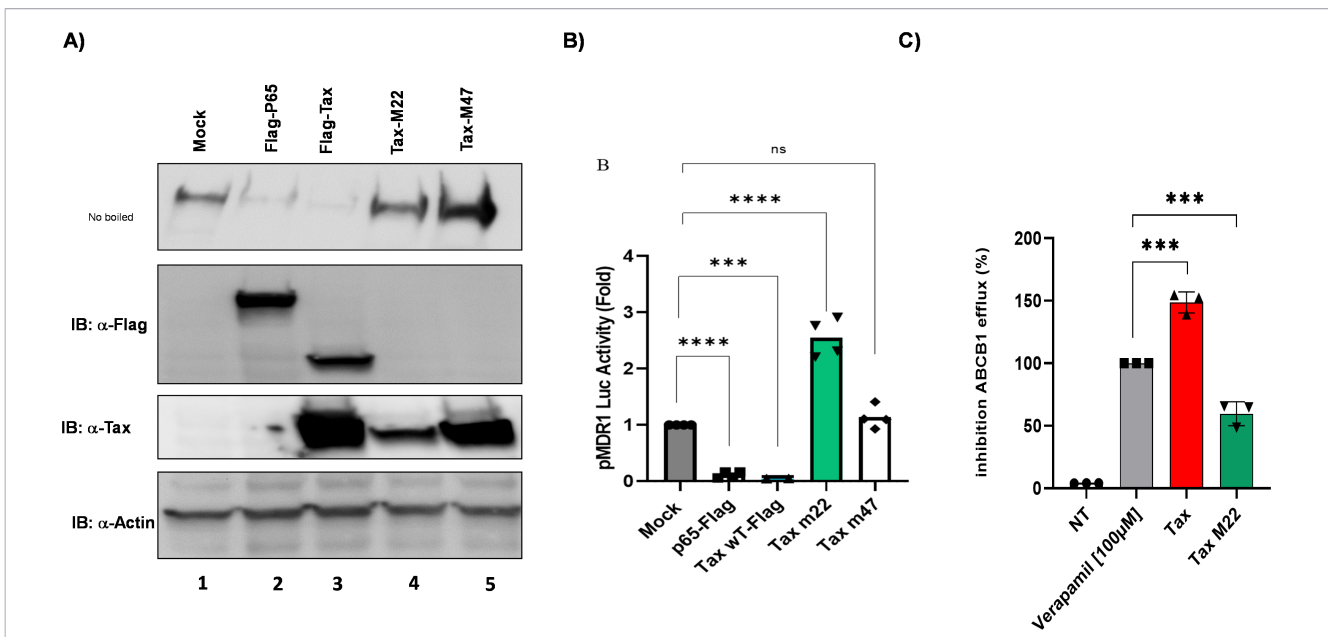 A)
B)
C)
Mock
Flag-P65
Flag-Tax
Tax-M22
Tax-M47
No boiled
IB: α-Flag
IB: α-Tax
IB: α-Actin
1 2 3 4 5
B
ns
****
***
****
pMDR1 Luc Activity (Fold)
4
3
2
1
0
Mock
p65-Flag
Tax wT-Flag
Tax m22
Tax m47
***
***
inhibition ABCB1 efflux (%)
200
150
100
50
0
NT
Verapamil [100µM]
Tax
Tax M22